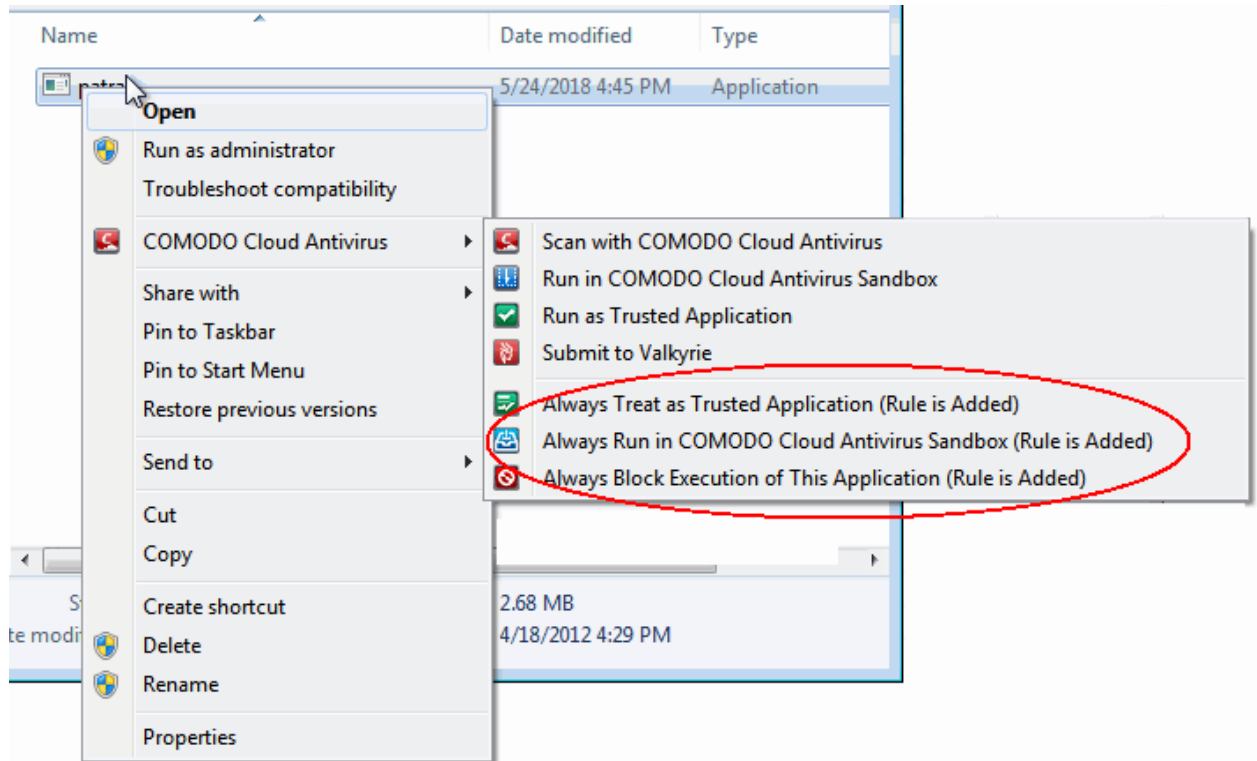 Name Date modified Type
5/24/2018 4:45 PM Application
Open
Run as administrator
Troubleshoot compatibility
COMODO Cloud Antivirus
Share with
Pin to Taskbar
Pin to Start Menu
Restore previous versions
Send to
Cut
Copy
Create shortcut
Delete
Rename
Properties
Scan with COMODO Cloud Antivirus
Run in COMODO Cloud Antivirus Sandbox
Run as Trusted Application
Submit to Valkyrie
Always Treat as Trusted Application (Rule is Added)
Always Run in COMODO Cloud Antivirus Sandbox (Rule is Added)
Always Block Execution of This Application (Rule is Added)
2.68 MB
4/18/2012 4:29 PM